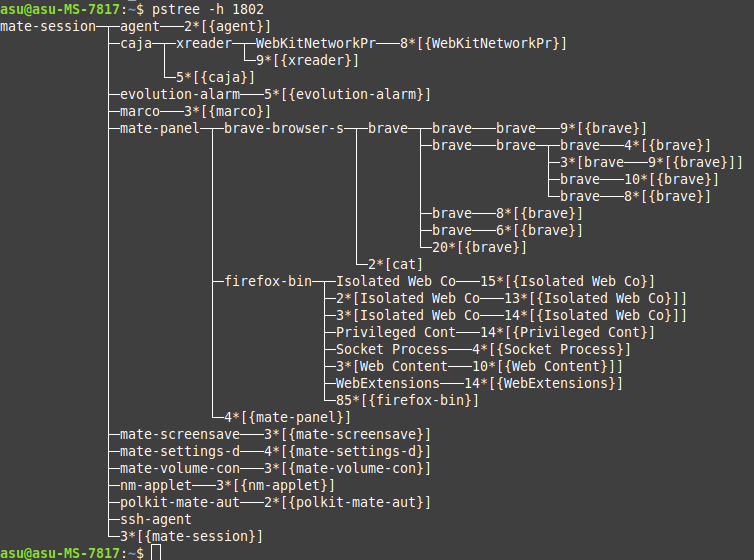 asu@asu-MS-7817:~$ pstree -h 1802
mate-session─┬─agent───2*[{agent}]
             ├─caja─┬─xreader─┬─WebKitNetworkPr───8*[{WebKitNetworkPr}]
             │      │         └─9*[{xreader}]
             │      └─5*[{caja}]
             ├─evolution-alarm───5*[{evolution-alarm}]
             ├─marco───3*[{marco}]
             ├─mate-panel─┬─brave-browser-s─┬─brave─┬─brave───brave───9*[{brave}]
             │            │                 │       ├─brave───brave─┬─brave───4*[{brave}]
             │            │                 │       │               ├─3*[brave───9*[{brave}]]
             │            │                 │       │               ├─brave───10*[{brave}]
             │            │                 │       │               └─brave───8*[{brave}]
             │            │                 │       ├─brave───8*[{brave}]
             │            │                 │       ├─brave───6*[{brave}]
             │            │                 │       └─20*[{brave}]
             │            │                 └─2*[cat]
             │            ├─firefox-bin─┬─Isolated Web Co───15*[{Isolated Web Co}]
             │            │             ├─2*[Isolated Web Co───13*[{Isolated Web Co}]]
             │            │             ├─3*[Isolated Web Co───14*[{Isolated Web Co}]]
             │            │             ├─Privileged Cont───14*[{Privileged Cont}]
             │            │             ├─Socket Process───4*[{Socket Process}]
             │            │             ├─3*[Web Content───10*[{Web Content}]]
             │            │             ├─WebExtensions───14*[{WebExtensions}]
             │            │             └─85*[{firefox-bin}]
             │            └─4*[{mate-panel}]
             ├─mate-screensave───3*[{mate-screensave}]
             ├─mate-settings-d───4*[{mate-settings-d}]
             ├─mate-volume-con───3*[{mate-volume-con}]
             ├─nm-applet───3*[{nm-applet}]
             ├─polkit-mate-aut───2*[{polkit-mate-aut}]
             ├─ssh-agent
             └─3*[{mate-session}]
asu@asu-MS-7817:~$